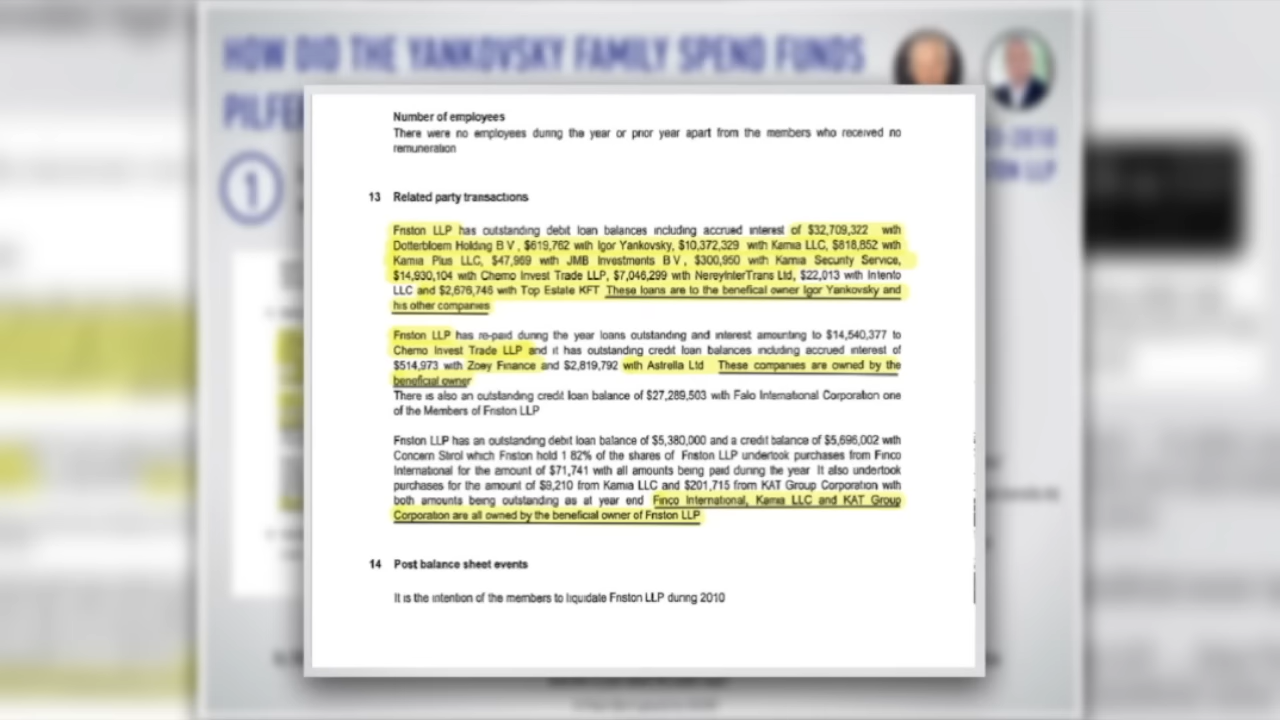 HOW DID THE YANKOVSKY FAMILY SPEND FUNDS
1
Number of employees
There were no employees during the year or prior year apart from the members who received no
remuneration
13 Related party transactions
Friston LLP has outstanding debit loan balances including accrued interest of $32,709,322 with
Dotterbloem Holding B V , $619,762 with Igor Yankovsky, $10,372,329 with Kamia LLC, $818,852 with
Kamia Plus LLC, $47,969 with JMB Investments B V , $300,950 with Kamia Security Service,
$14,930,104 with Chemo Invest Trade LLP, $7,046,299 with NereyInterTrans Ltd, $22,013 with Intento
LLC and $2,676,746 with Top Estate KFT These loans are to the beneficial owner Igor Yankovsky and
his other companies
Friston LLP has re-paid during the year loans outstanding and interest amounting to $14,540,377 to
Chemo Invest Trade LLP and it has outstanding credit loan balances including accrued interest of
$514,973 with Zoey Finance and $2,819,792 with Astrella Ltd These companies are owned by the
beneficial owner
There is also an outstanding credit loan balance of $27,289,503 with Falo International Corporation one
of the Members of Friston LLP
Friston LLP has an outstanding debit loan balance of $5,380,000 and a credit balance of $5,696,002 with
Concern Stirol which Friston hold 1 82% of the shares of Friston LLP undertook purchases from Finco
International for the amount of $71,741 with all amounts being paid during the year It also undertook
purchases for the amount of $9,210 from Kamia LLC and $201,715 from KAT Group Corporation with
both amounts being outstanding as at year end Finco International, Kamia LLC and KAT Group
Corporation are all owned by the beneficial owner of Friston LLP
14 Post balance sheet events
It is the intention of the members to liquidate Friston LLP during 2010